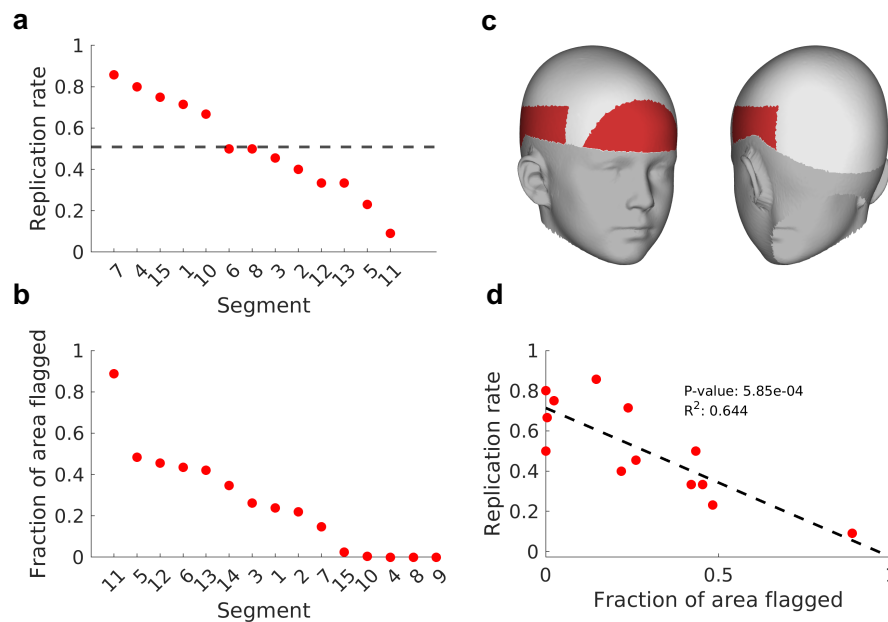 a
1
0.8
0.6
0.4
0.2
0
Replication rate
7 4 15 1 10 6 8 3 2 12 13 5 11
Segment
b
1
0.8
0.6
0.4
0.2
0
Fraction of area flagged
11 5 12 6 13 14 3 1 2 7 15 10 4 8 9
Segment
c
d
1
0.8
0.6
0.4
0.2
0
Replication rate
P-value: 5.85e-04
R²: 0.644
0 0.5 1
Fraction of area flagged